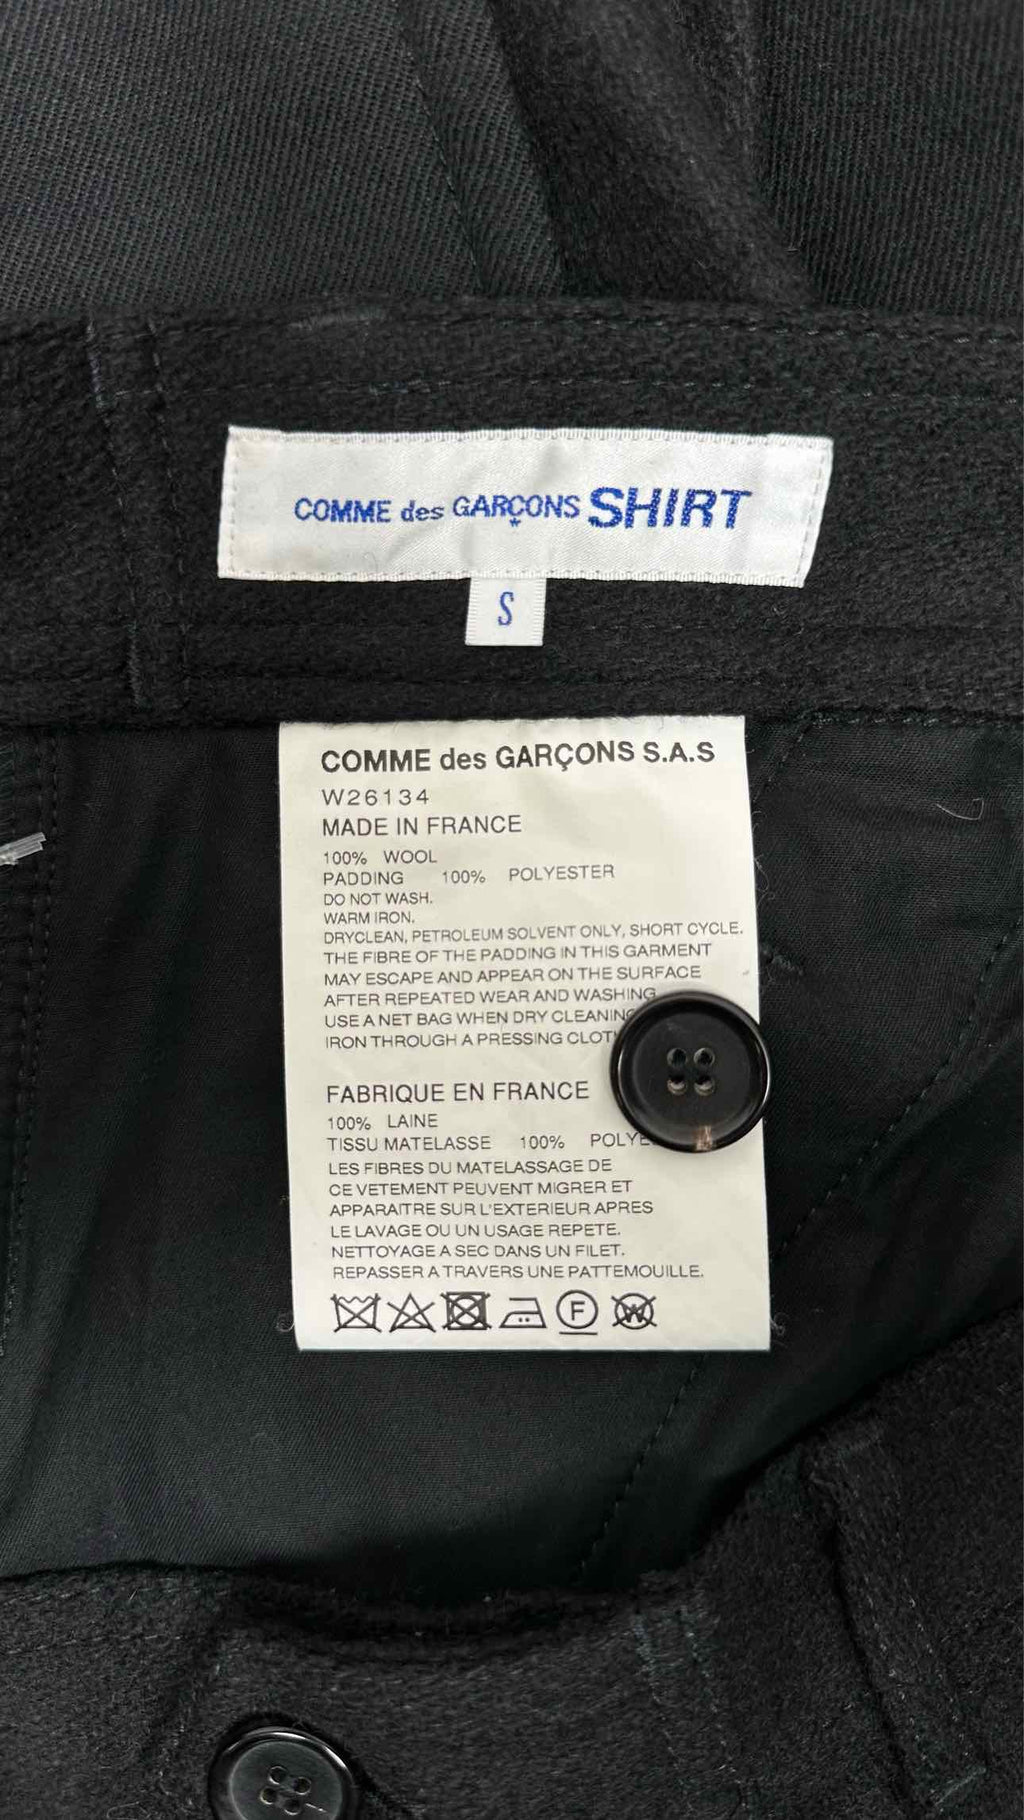 COMME des GARÇONS SHIRT
S
COMME des GARÇONS S.A.S
W26134
MADE IN FRANCE
100% WOOL
PADDING 100% POLYESTER
DO NOT WASH.
WARM IRON.
DRYCLEAN, PETROLEUM SOLVENT ONLY, SHORT CYCLE.
THE FIBRE OF THE PADDING IN THIS GARMENT
MAY ESCAPE AND APPEAR ON THE SURFACE
AFTER REPEATED WEAR AND WASHING
USE A NET BAG WHEN DRY CLEANING
IRON THROUGH A PRESSING
FABRIQUE EN FRANCE
100% LAINE
TISSU MATELASSE 100%
LES FIBRES DU MATELASSAGE DE
CE VETEMENT PEUVENT MIGRER ET
APPARAITRE SUR L'EXTERIEUR APRES
LE LAVAGE OU UN USAGE REPETE.
NETTOYAGE A SEC DANS UN FILET.
REPASSER A TRAVERS UNE PATTEMOUILLE.
F W